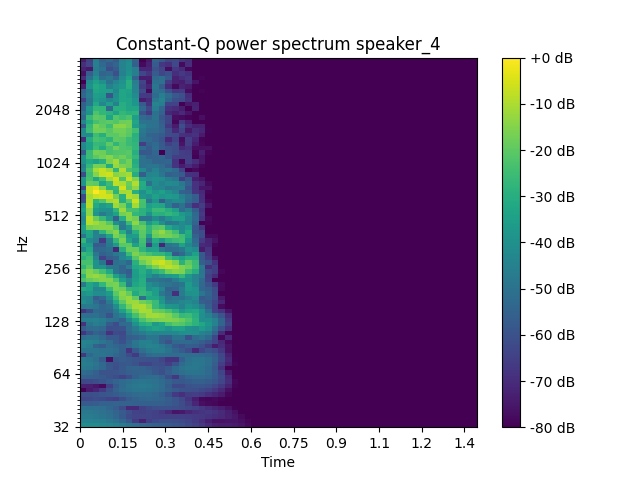 Constant-Q power spectrum speaker_4
+0 dB
-10 dB
-20 dB
-30 dB
-40 dB
-50 dB
-60 dB
-70 dB
-80 dB
Hz
2048
1024
512
256
128
64
32
0 0.15 0.3 0.45 0.6 0.75 0.9 1.1 1.2 1.4
Time